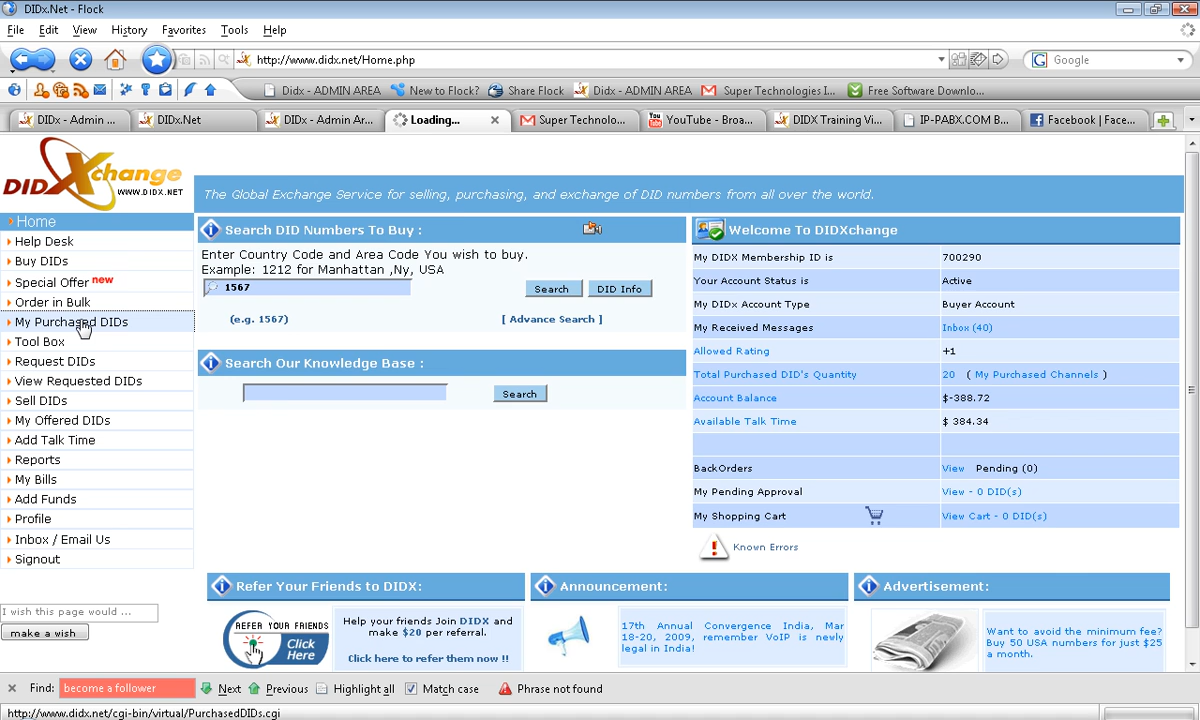 DIDx.Net - Flock
File Edit View History Favorites Tools Help
http://www.didx.net/Home.php
Google
Didx - ADMIN AREA New to Flock? Share Flock Didx - ADMIN AREA Super Technologies I... Free Software Downlo...
DIDx - Admin ... DIDx.Net DIDx - Admin Ar... Loading... Super Technolo... YouTube - Broa... DIDX Training Vi... IP-PABX.COM B... Facebook | Face...
DIDXchange
WWW.DIDX.NET
The Global Exchange Service for selling, purchasing, and exchange of DID numbers from all over the world.
Home
Help Desk
Buy DIDs
Special Offer new
Order in Bulk
My Purchased DIDs
Tool Box
Request DIDs
View Requested DIDs
Sell DIDs
My Offered DIDs
Add Talk Time
Reports
My Bills
Add Funds
Profile
Inbox / Email Us
Signout
I wish this page would ...
make a wish
Search DID Numbers To Buy :
Enter Country Code and Area Code You wish to buy.
Example: 1212 for Manhattan ,Ny, USA
1567 Search DID Info
(e.g. 1567) [ Advance Search ]
Search Our Knowledge Base :
Search
Welcome To DIDXchange
My DIDX Membership ID is 700290
Your Account Status is Active
My DIDx Account Type Buyer Account
My Received Messages Inbox (40)
Allowed Rating +1
Total Purchased DID's Quantity 20 ( My Purchased Channels )
Account Balance $-388.72
Available Talk Time $ 384.34
BackOrders View Pending (0)
My Pending Approval View - 0 DID(s)
My Shopping Cart View Cart - 0 DID(s)
Known Errors
Refer Your Friends to DIDX:
REFER YOUR FRIENDS
Click
Here
Help your friends Join DIDX and
make $20 per referral.
Click here to refer them now !!
Announcement:
17th Annual Convergence India, Mar
18-20, 2009, remember VoIP is newly
legal in India!
Advertisement:
Want to avoid the minimum fee?
Buy 50 USA numbers for just $25
a month.
Find: become a follower Next Previous Highlight all Match case Phrase not found
http://www.didx.net/cgi-bin/virtual/PurchasedDIDs.cgi